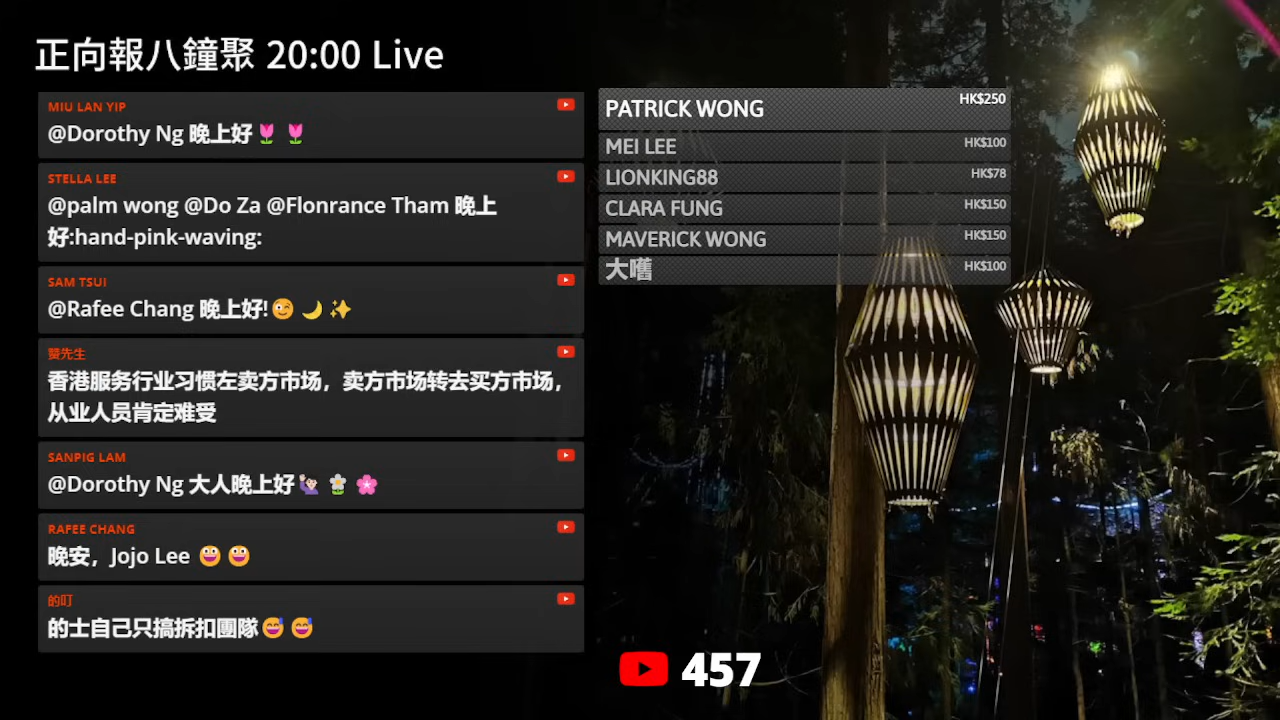 正向報八鐘聚 20:00 Live
MIU LAN YIP
@Dorothy Ng 晚上好🌷🌷
STELLA LEE
@palm wong @Do Za @Flonrance Tham 晚上
好:hand-pink-waving:
SAM TSUI
@Rafee Chang 晚上好!😉🌙✨
贊先生
香港服务行业习惯左卖方市场，卖方市场转去买方市场，
从业人员肯定难受
SANPIG LAM
@Dorothy Ng 大人晚上好🙋🏻‍♀️🌼🌸
RAFEE CHANG
晚安，Jojo Lee 😀😀
的叮
的士自己只搞拆扣團隊😅😅
PATRICK WONG HK$250
MEI LEE HK$100
LIONKING88 HK$78
CLARA FUNG HK$150
MAVERICK WONG HK$150
大嚿 HK$100
457